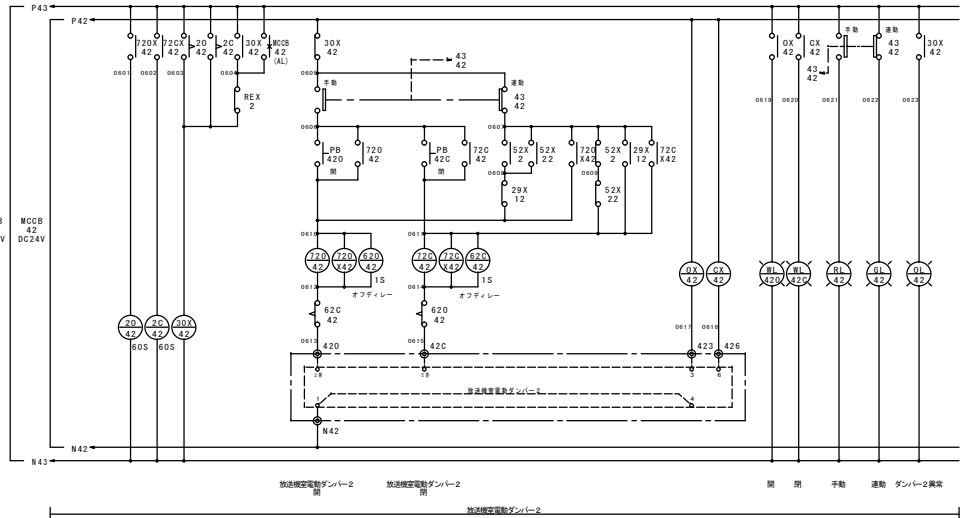 P43
P42
720X
42
72CX
42
20
42
2C
42
30X
42
MCCB
42
(AL)
30X
42
43
42
OX
42
CX
42
手動
連動
43
42
30X
42
43
42
0601
0602
0603
0604
0605
手動
連動
43
42
0619
0620
0621
0622
0623
REX
2
0606
0607
PB
420
開
720
42
PB
42C
閉
72C
42
52X
2
52X
22
720
X42
52X
2
29X
12
72C
X42
0608
0609
29X
12
52X
22
MCCB
42
DC24V
0610
0611
720
42
720
X42
620
42
1S
オフディレー
72C
42
72C
X42
62C
42
1S
オフディレー
OX
42
CX
42
WL
420
WL
42C
RL
42
GL
42
OL
42
0612
0614
62C
42
620
42
20
42
60S
2C
42
60S
30X
42
0613
0615
0617
0618
420
42C
423
426
3
6
放送機室電動ダンパー2
1
4
N42
N42
N43
放送機室電動ダンパー2
開
放送機室電動ダンパー2
閉
開
閉
手動
連動
ダンパー2異常
放送機室電動ダンパー2